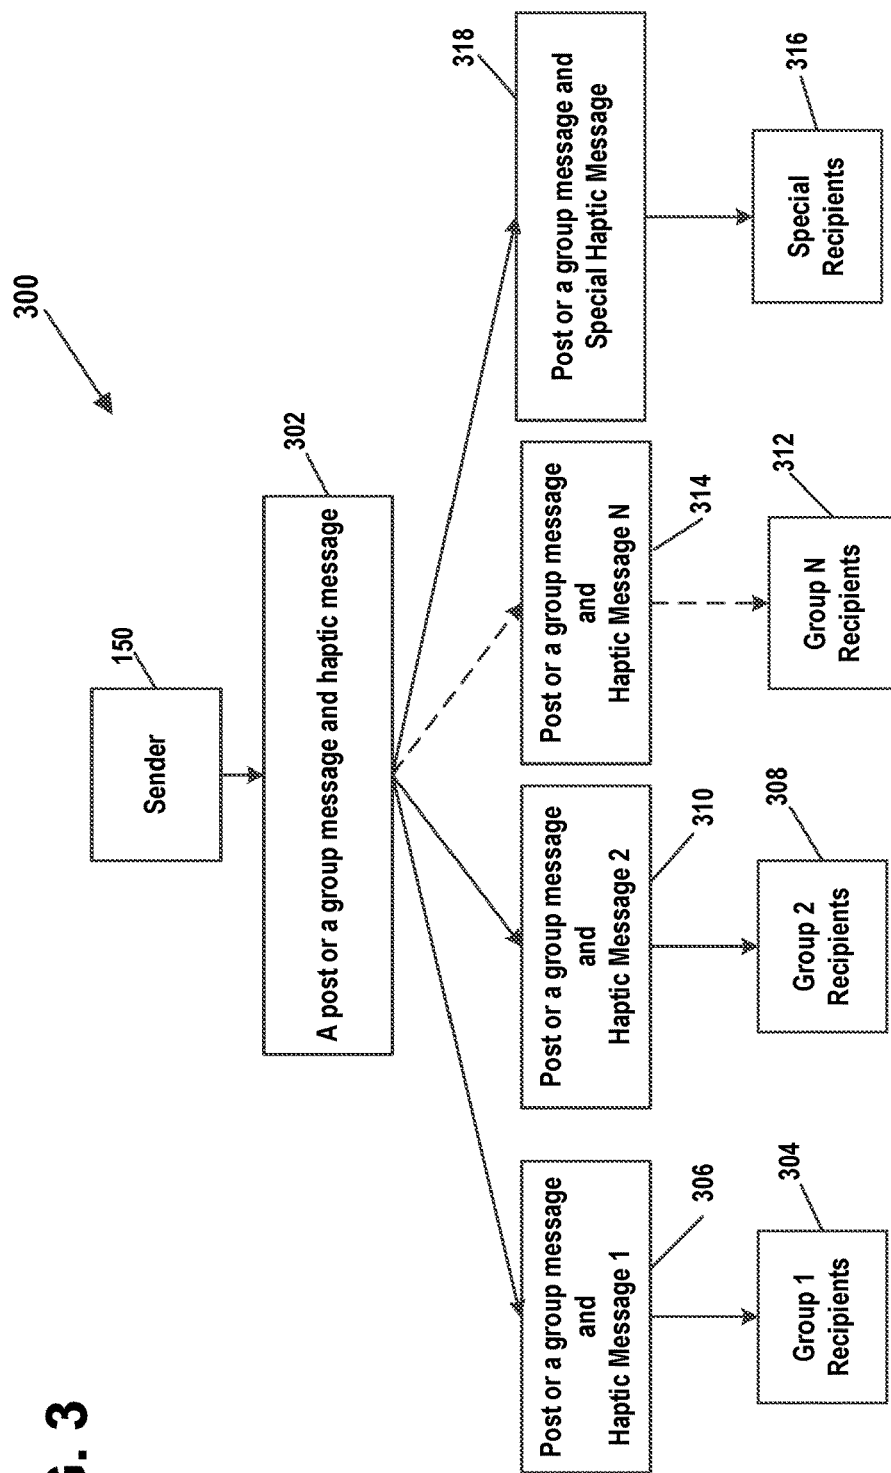 300
150
Sender
302
A post or a group message and haptic message
306
Post or a group message
and
Haptic Message 1
310
Post or a group message
and
Haptic Message 2
314
Post or a group message
and
Haptic Message N
318
Post or a group message and
Special Haptic Message
304
Group 1
Recipients
308
Group 2
Recipients
312
Group N
Recipients
316
Special
Recipients
G. 3